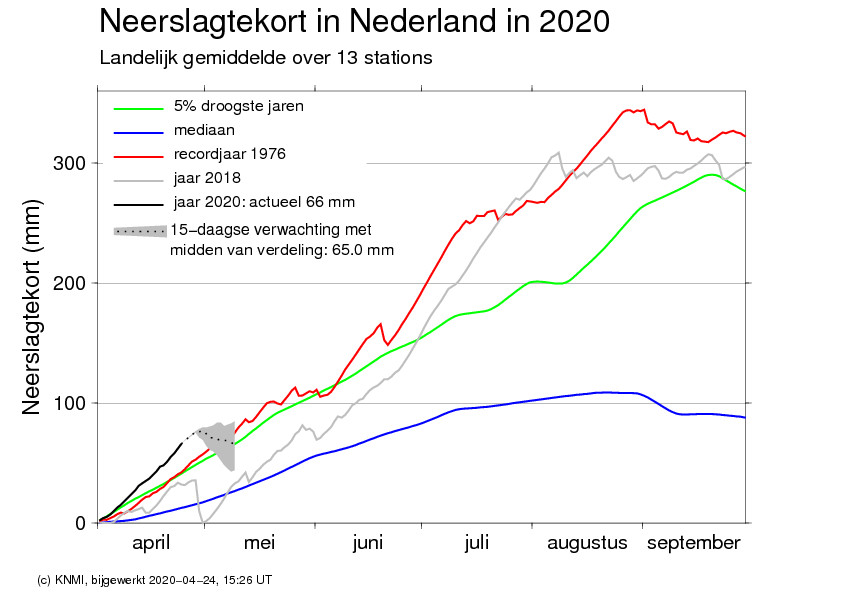 Neerslagtekort in Nederland in 2020
Landelijk gemiddelde over 13 stations
5% droogste jaren
mediaan
recordjaar 1976
jaar 2018
jaar 2020: actueel 66 mm
15−daagse verwachting met
midden van verdeling: 65.0 mm
Neerslagtekort (mm)
300
200
100
0
april mei juni juli augustus september
(c) KNMI, bijgewerkt 2020−04−24, 15:26 UT